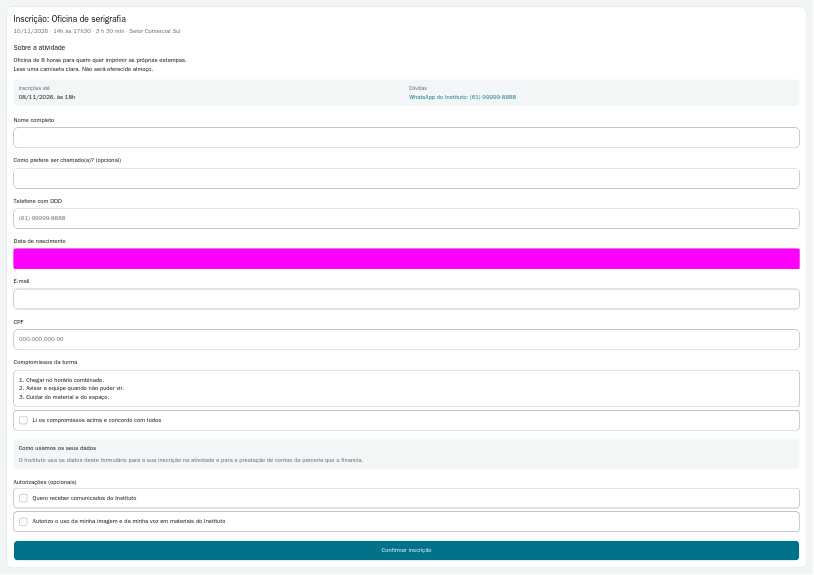 Inscrição: Oficina de serigrafia
10/11/2026 · 14h às 17h30 · 3 h 30 min · Setor Comercial Sul
Sobre a atividade
Oficina de 8 horas para quem quer imprimir as próprias estampas.
Leve uma camiseta clara. Não será oferecido almoço.
Inscrições até
08/11/2026, às 18h
Dúvidas
WhatsApp do Instituto: (61) 99999-8888
Nome completo
Como prefere ser chamado(a)? (opcional)
Telefone com DDD
(61) 99999-8888
Data de nascimento
E-mail
CPF
000.000.000-00
Compromissos da turma
1. Chegar no horário combinado.
2. Avisar a equipe quando não puder vir.
3. Cuidar do material e do espaço.
Li os compromissos acima e concordo com todos
Como usamos os seus dados
O Instituto usa os dados deste formulário para a sua inscrição na atividade e para a prestação de contas da parceria que a financia.
Autorizações (opcionais)
Quero receber comunicados do Instituto
Autorizo o uso da minha imagem e da minha voz em materiais do Instituto
Confirmar inscrição